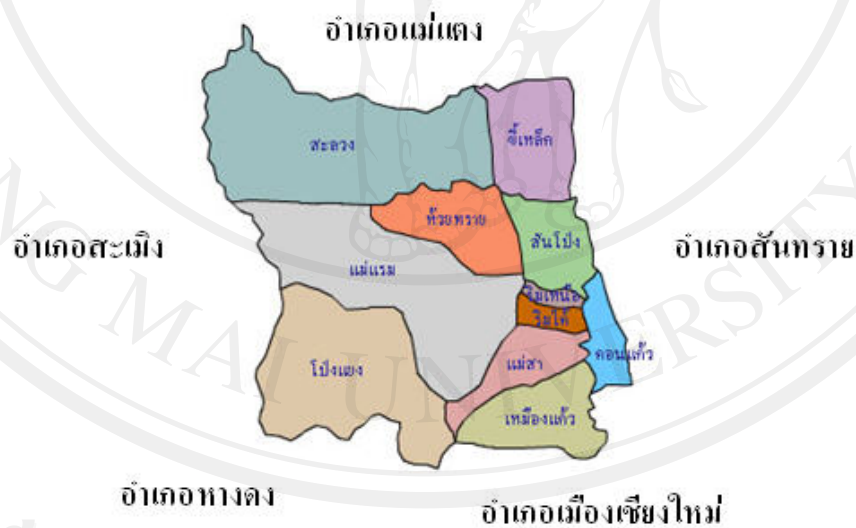 อำเภอแม่แตง
สะลวง
ขี้เหล็ก
ห้วยทราย
สันโป่ง
อำเภอสะเมิง
อำเภอสันทราย
แม่แรม
ริมเหนือ
ริมใต้
โป่งแยง
แม่สา
ดอนแก้ว
เหมืองแก้ว
อำเภอหางดง
อำเภอเมืองเชียงใหม่
NG MAI UNIVERSITY